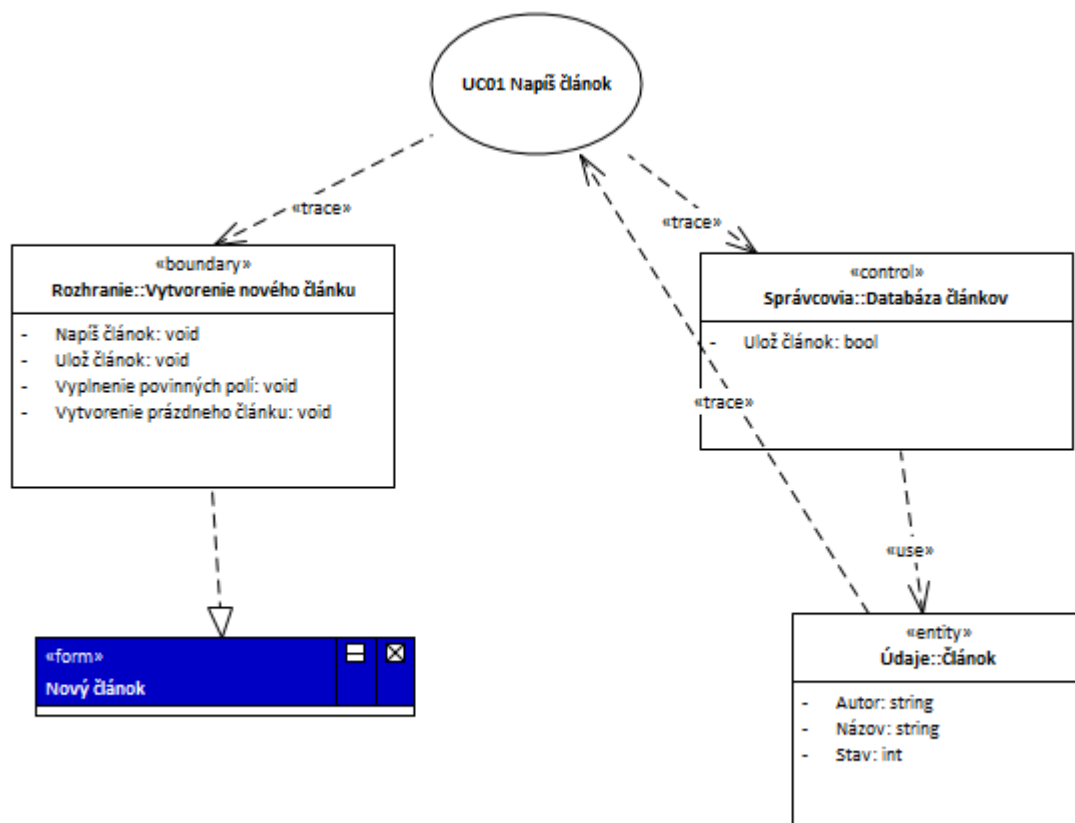 UC01 Napíš článok
«trace»
«trace»
«boundary»
Rozhranie::Vytvorenie nového článku
- Napíš článok: void
- Ulož článok: void
- Vyplnenie povinných polí: void
- Vytvorenie prázdneho článku: void
«control»
Správcovia::Databáza článkov
- Ulož článok: bool
«trace»
«use»
«form»
Nový článok
«entity»
Údaje::Článok
- Autor: string
- Názov: string
- Stav: int